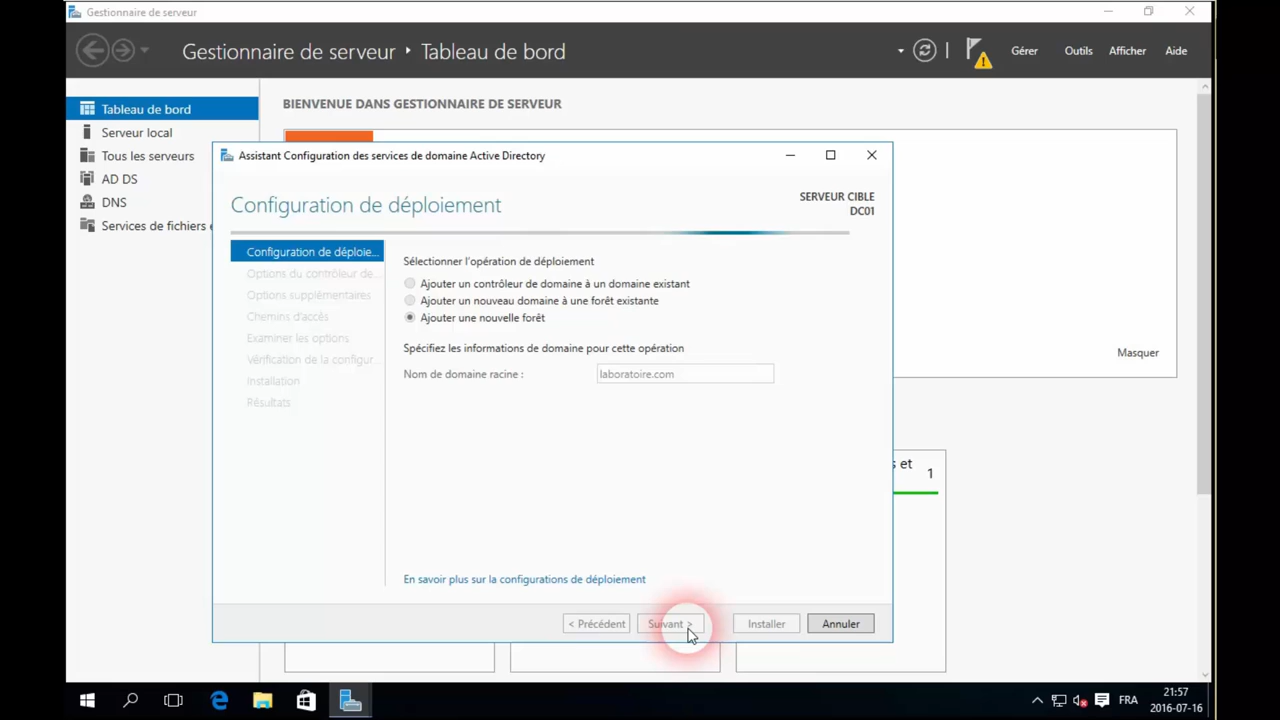 Gestionnaire de serveur
Gestionnaire de serveur ‣ Tableau de bord
Gérer
Outils
Afficher
Aide
Tableau de bord
Serveur local
Tous les serveurs
AD DS
DNS
Services de fichiers e
BIENVENUE DANS GESTIONNAIRE DE SERVEUR
Assistant Configuration des services de domaine Active Directory
Configuration de déploiement
SERVEUR CIBLE
DC01
Configuration de déploie...
Options du contrôleur de...
Options supplémentaires
Chemins d'accès
Examiner les options
Vérification de la configur...
Installation
Résultats
Sélectionner l'opération de déploiement
Ajouter un contrôleur de domaine à un domaine existant
Ajouter un nouveau domaine à une forêt existante
Ajouter une nouvelle forêt
Spécifiez les informations de domaine pour cette opération
Nom de domaine racine : laboratoire.com
En savoir plus sur la configurations de déploiement
< Précédent
Suivant >
Installer
Annuler
Masquer
s et
1
FRA
21:57
2016-07-16